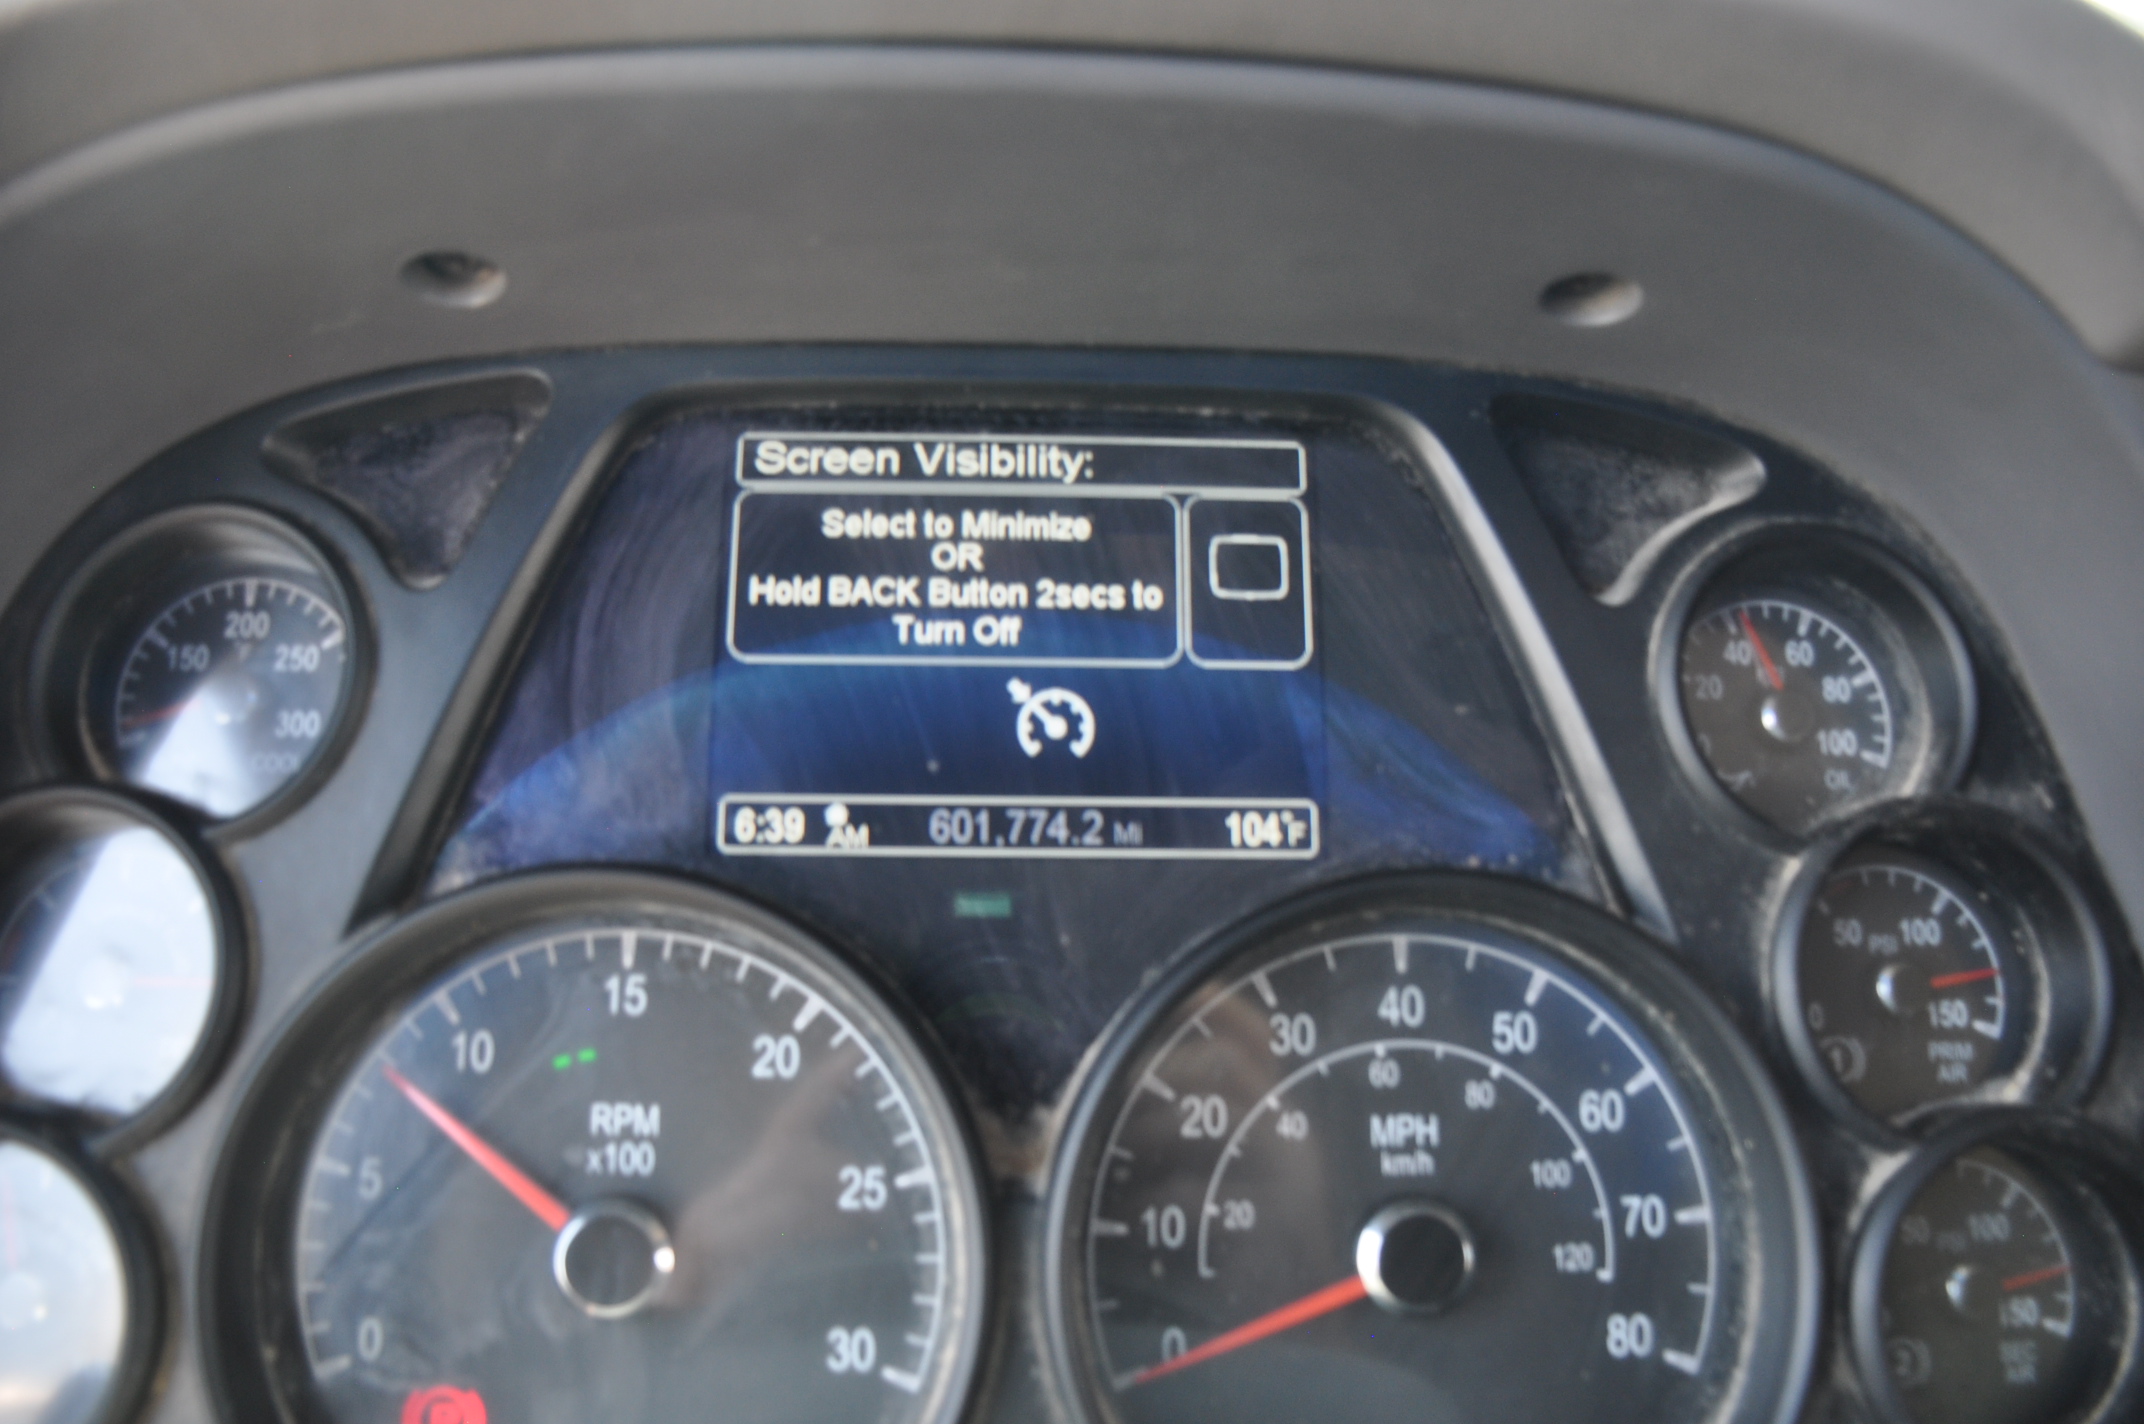 Screen Visibility:
Select to Minimize
OR
Hold BACK Button 2secs to
Turn Off
6:39 AM 601,774.2 Mi 104°F
150 200 250 300
°F
20 40 60 80 100
OIL
0 5 10 15 20 25 30
RPM
x100
0 10 20 30 40 50 60 70 80
20 40 60 80 100 120
MPH
km/h
0 50 100 150
PSI
1
PRIM
AIR
50 100 150
2
SEC
AIR